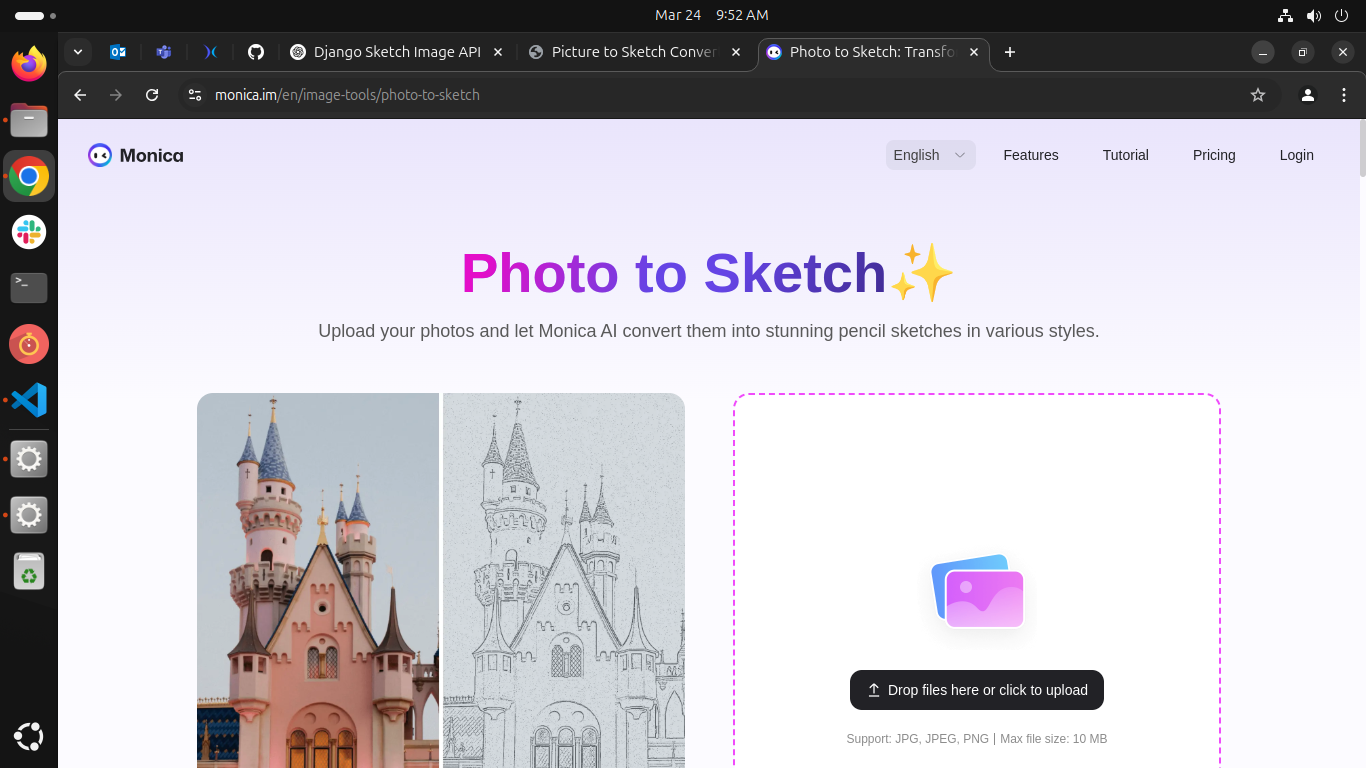 Mar 24 9:52 AM
Django Sketch Image API
Picture to Sketch Conver
Photo to Sketch: Transfo
monica.im/en/image-tools/photo-to-sketch
Monica
English
Features
Tutorial
Pricing
Login
Photo to Sketch✨
Upload your photos and let Monica AI convert them into stunning pencil sketches in various styles.
Drop files here or click to upload
Support: JPG, JPEG, PNG | Max file size: 10 MB